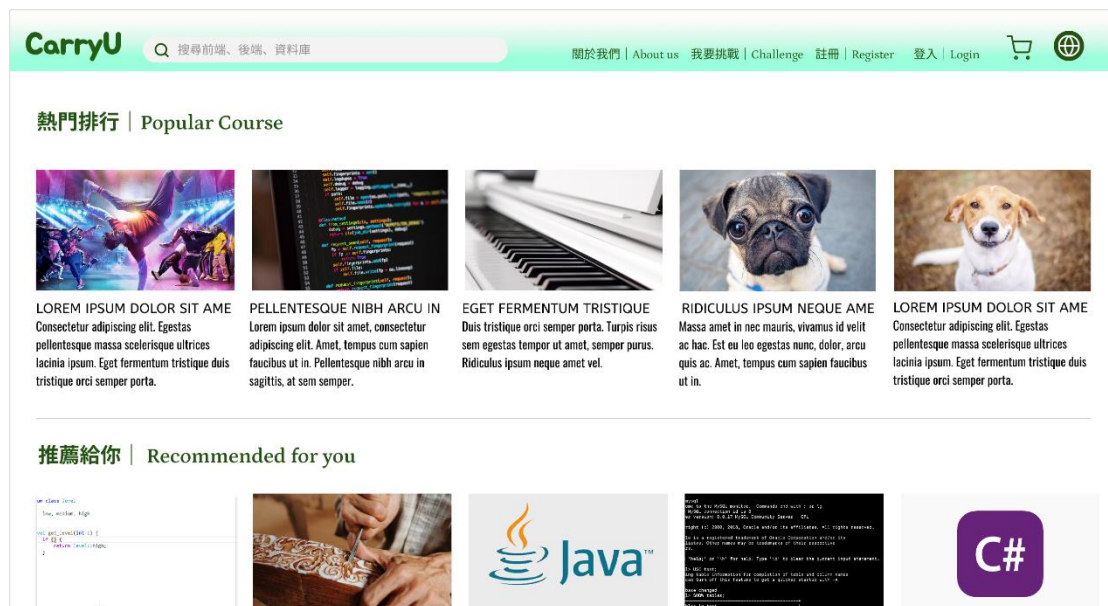 CarryU
搜尋前端、後端、資料庫
關於我們 | About us 我要挑戰 | Challenge 註冊 | Register 登入 | Login
熱門排行 | Popular Course
LOREM IPSUM DOLOR SIT AME
Consectetur adipiscing elit. Egestas
pellentesque massa scelerisque ultrices
lacinia ipsum. Eget fermentum tristique duis
tristique orci semper porta.
PELLENTESQUE NIBH ARCU IN
Lorem ipsum dolor sit amet, consectetur
adipiscing elit. Amet, tempus cum sapien
faucibus ut in. Pellentesque nibh arcu in
sagittis, at sem semper.
EGET FERMENTUM TRISTIQUE
Duis tristique orci semper porta. Turpis risus
sem egestas tempor ut amet, semper purus.
Ridiculus ipsum neque amet vel.
RIDICULUS IPSUM NEQUE AME
Massa amet in nec mauris, vivamus id velit
ac hac. Est eu leo egestas nunc, dolor, arcu
quis ac. Amet, tempus cum sapien faucibus
ut in.
LOREM IPSUM DOLOR SIT AME
Consectetur adipiscing elit. Egestas
pellentesque massa scelerisque ultrices
lacinia ipsum. Eget fermentum tristique duis
tristique orci semper porta.
推薦給你 | Recommended for you
Java™
C#